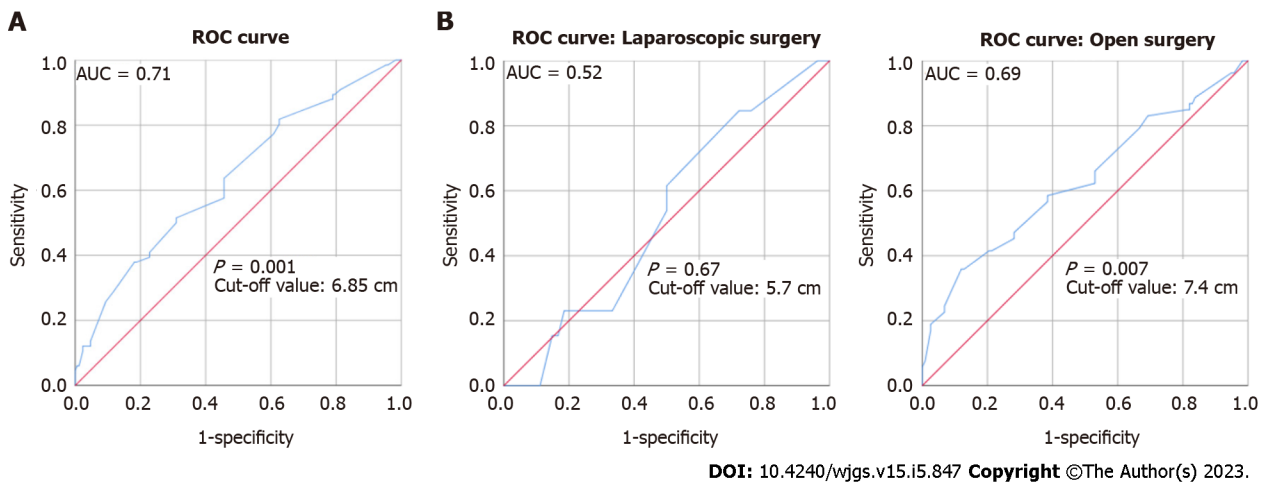 A
ROC curve
AUC = 0.71
1.0
0.8
0.6
0.4
0.2
0.0
Sensitivity
P = 0.001
Cut-off value: 6.85 cm
0.0 0.2 0.4 0.6 0.8 1.0
1-specificity
B
ROC curve: Laparoscopic surgery
AUC = 0.52
1.0
0.8
0.6
0.4
0.2
0.0
Sensitivity
P = 0.67
Cut-off value: 5.7 cm
0.0 0.2 0.4 0.6 0.8 1.0
1-specificity
ROC curve: Open surgery
AUC = 0.69
1.0
0.8
0.6
0.4
0.2
0.0
Sensitivity
P = 0.007
Cut-off value: 7.4 cm
0.0 0.2 0.4 0.6 0.8 1.0
1-specificity
DOI: 10.4240/wjgs.v15.i5.847 Copyright ©The Author(s) 2023.